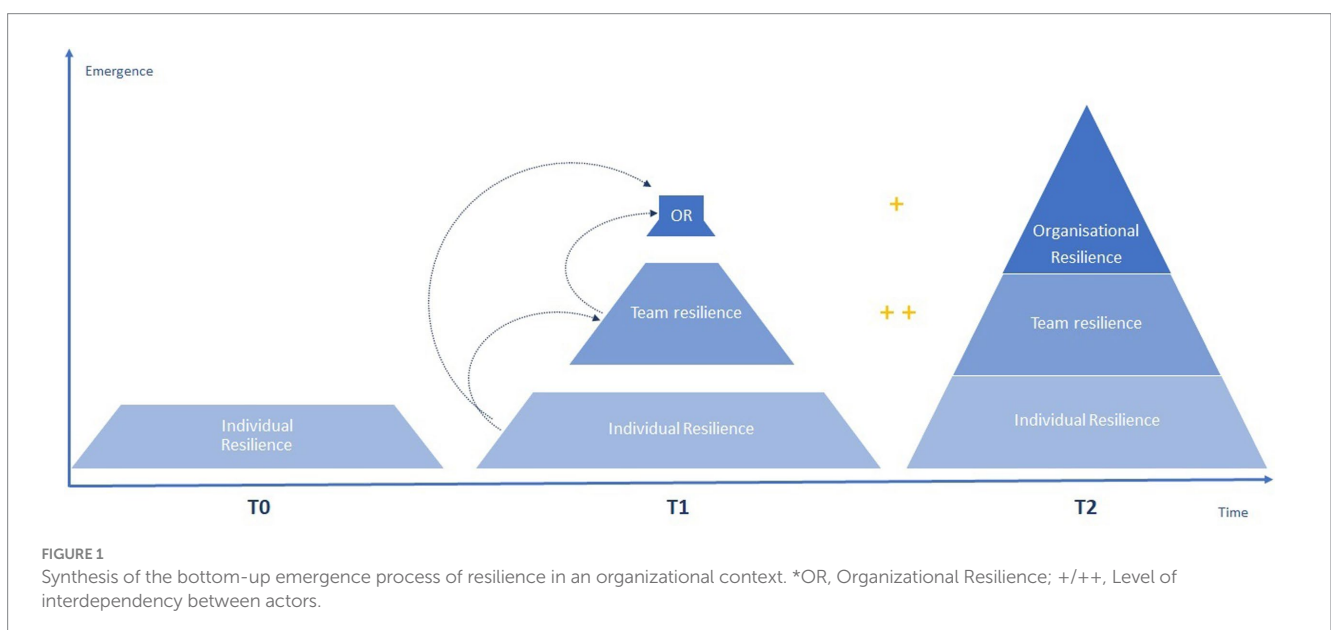 Emergence
OR
+
Organisational
Resilience
Team resilience
+ +
Team resilience
Individual
Resilience
Individual Resilience
Individual Resilience
T0
T1
T2
Time
FIGURE 1
Synthesis of the bottom-up emergence process of resilience in an organizational context. *OR, Organizational Resilience; +/++, Level of
interdependency between actors.